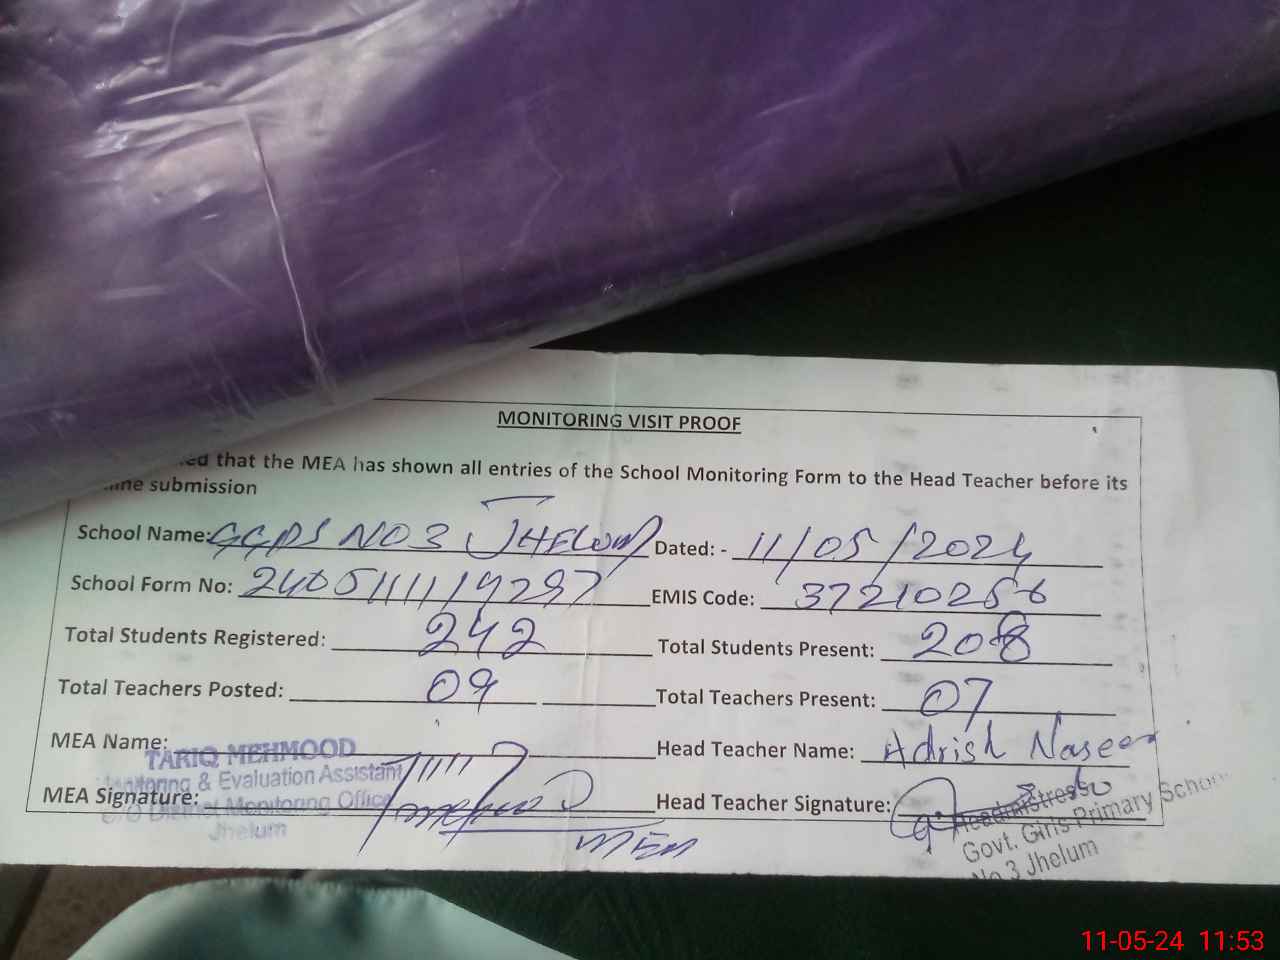 MONITORING VISIT PROOF
that the MEA has shown all entries of the School Monitoring Form to the Head Teacher before its
submission
School Name: GGPS NO 3 JHELUM Dated: - 11/05/2024
School Form No: EMIS Code: 37210256
Total Students Registered: 242 Total Students Present: 208
Total Teachers Posted: 09 Total Teachers Present: 07
MEA Name: Head Teacher Name: Adrish Naseer
TARIQ MEHMOOD
Monitoring & Evaluation Assistant
MEA Signature: Head Teacher Signature:
C/O District Monitoring Office
Jhelum
MEA
Headmistress
Govt. Girls Primary School
No 3 Jhelum
11-05-24 11:53